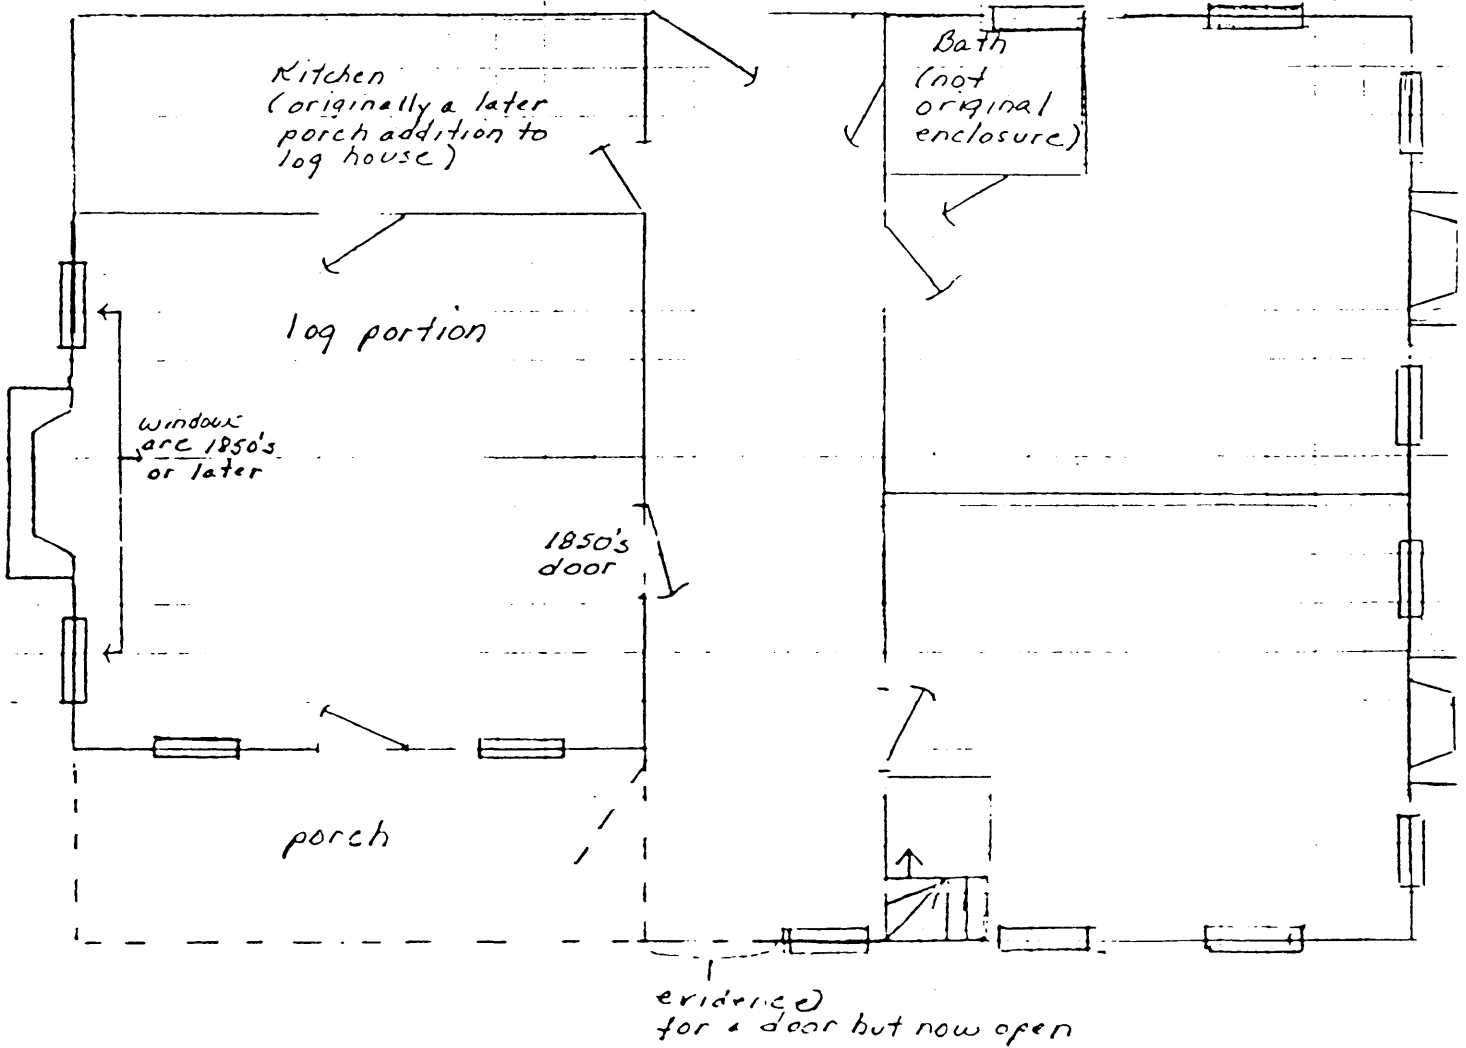 Kitchen
(originally a later
porch addition to
log house)
Bath
(not
original
enclosure)
log portion
windows
are 1850's
or later
1850's
door
porch
evidence
for a door but now open